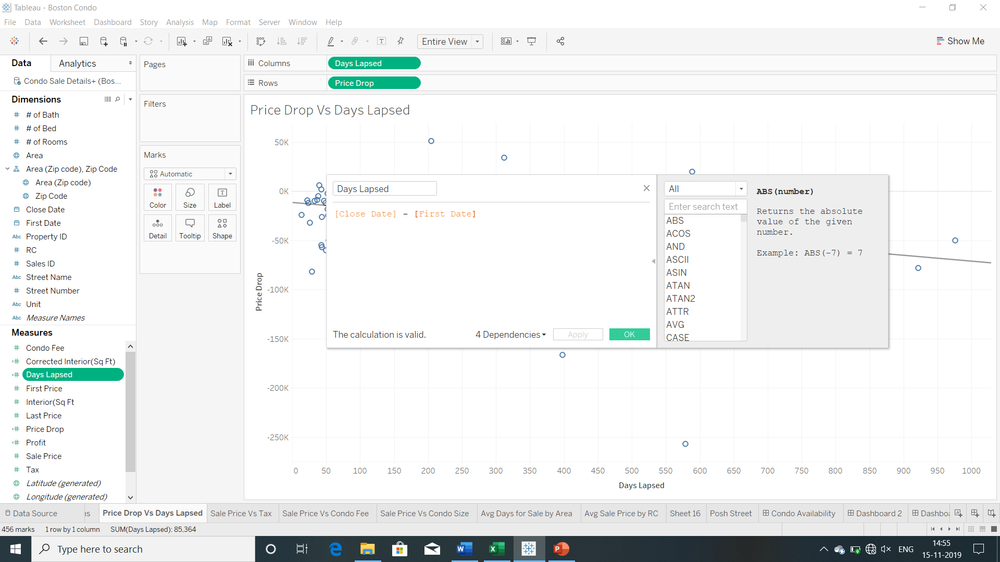 Tableau - Boston Condo
File Data Worksheet Dashboard Story Analysis Map Format Server Window Help
Entire View
Show Me
Data
Analytics
Condo Sale Details+ (Bos...
Dimensions
# of Bath
# of Bed
# of Rooms
Area
Area (Zip code), Zip Code
Area (Zip code)
Zip Code
Close Date
First Date
Abc Property ID
RC
Sales ID
Abc Street Name
Street Number
Abc Unit
Abc Measure Names
Measures
Condo Fee
Corrected Interior(Sq Ft)
Days Lapsed
First Price
Interior(Sq Ft
Last Price
Price Drop
Profit
Sale Price
Tax
Latitude (generated)
Longitude (generated)
Pages
Filters
Marks
Automatic
Color Size Label
Detail Tooltip Shape
Columns
Days Lapsed
Rows
Price Drop
Price Drop Vs Days Lapsed
50K
0K
-50K
-100K
-150K
-200K
-250K
Price Drop
0 50 100 150 200 250 300 350 400 450 500 550 600 650 700 750 800 850 900 950 1000
Days Lapsed
Days Lapsed
[Close Date] - [First Date]
The calculation is valid.
4 Dependencies
Apply
OK
All
Enter search text
ABS
ACOS
AND
ASCII
ASIN
ATAN
ATAN2
ATTR
AVG
CASE
ABS(number)
Returns the absolute
value of the given
number.
Example: ABS(-7) = 7
Data Source
ns
Price Drop Vs Days Lapsed
Sale Price Vs Tax
Sale Price Vs Condo Fee
Sale Price Vs Condo Size
Avg Days for Sale by Area
Avg Sale Price by RC
Sheet 16
Posh Street
Condo Availability
Dashboard 2
Dashboa
456 marks
1 row by 1 column
SUM(Days Lapsed): 85,364
Type here to search
ENG
14:55
15-11-2019